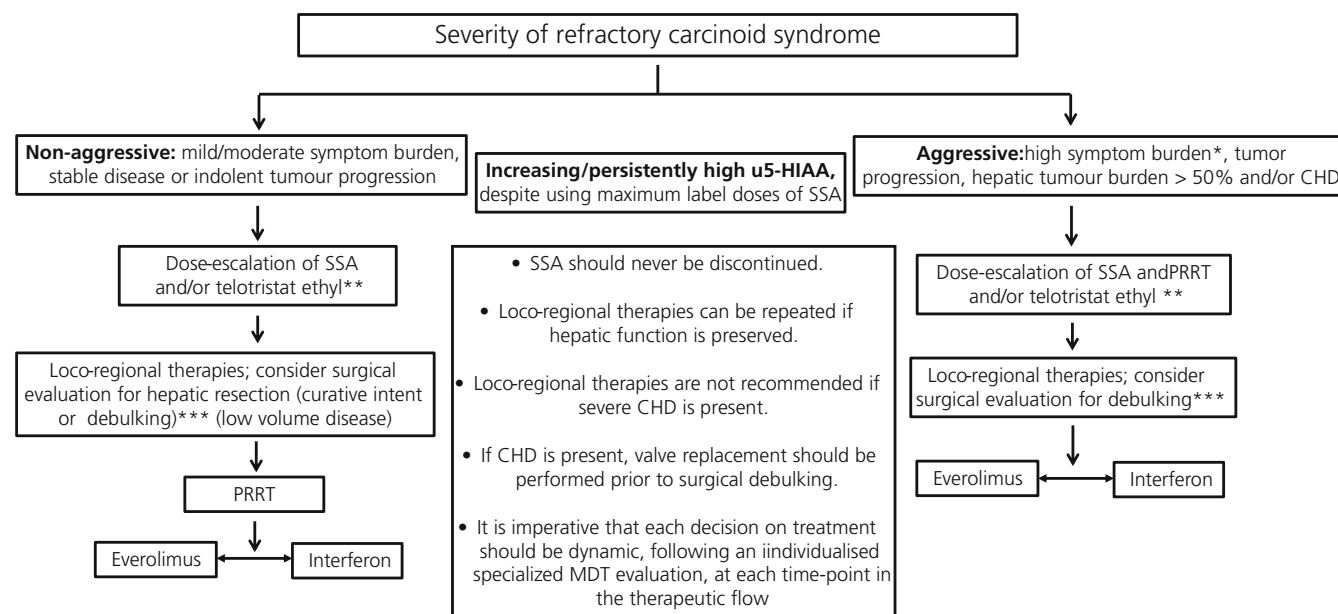 Severity of refractory carcinoid syndrome
Non-aggressive: mild/moderate symptom burden,
stable disease or indolent tumour progression
Increasing/persistently high u5-HIAA,
despite using maximum label doses of SSA
Aggressive:high symptom burden*, tumor
progression, hepatic tumour burden > 50% and/or CHD
Dose-escalation of SSA
and/or telotristat ethyl**
Loco-regional therapies; consider surgical
evaluation for hepatic resection (curative intent
or debulking)*** (low volume disease)
PRRT
Everolimus
Interferon
• SSA should never be discontinued.
• Loco-regional therapies can be repeated if
hepatic function is preserved.
• Loco-regional therapies are not recommended if
severe CHD is present.
• If CHD is present, valve replacement should be
performed prior to surgical debulking.
• It is imperative that each decision on treatment
should be dynamic, following an iindividualised
specialized MDT evaluation, at each time-point in
the therapeutic flow
Dose-escalation of SSA andPRRT
and/or telotristat ethyl **
Loco-regional therapies; consider
surgical evaluation for debulking***
Everolimus
Interferon